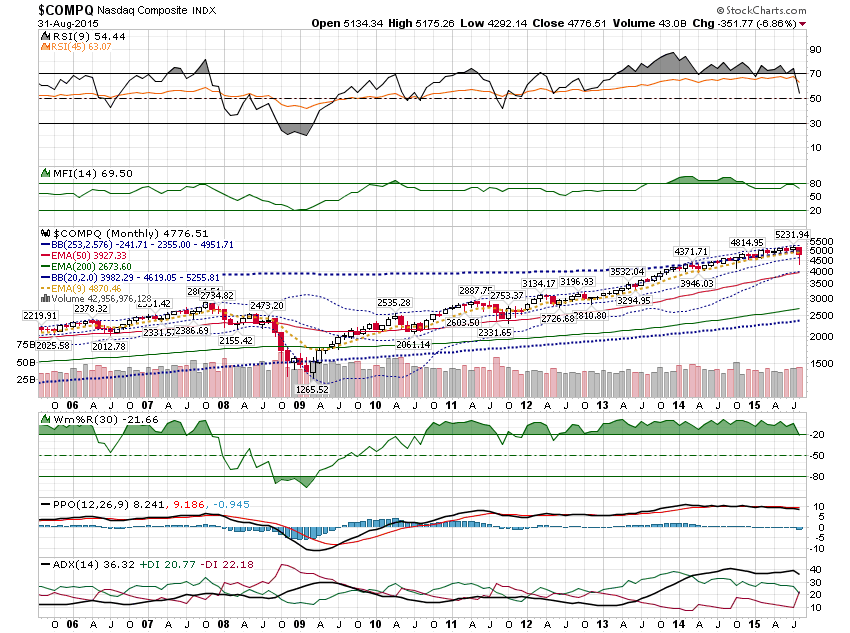 $COMPQ Nasdaq Composite INDX
© StockCharts.com
31-Aug-2015
Open 5134.34 High 5175.26 Low 4292.14 Close 4776.51 Volume 43.0B Chg -351.77 (-6.86%)
RSI(9) 54.44
RSI(45) 63.07
90
70
50
30
10
MFI(14) 69.50
80
50
20
$COMPQ (Monthly) 4776.51
BB(253,2.576) -241.71 - 2355.00 - 4951.71
EMA(50) 3927.33
EMA(200) 2673.60
BB(20,2.0) 3982.29 - 4619.05 - 5255.81
EMA(9) 4870.46
Volume 42,956,976,128
5231.94
4814.95
4371.71
3532.04
3134.17
3196.93
2887.75
2753.37
2535.28
2473.20
2734.82
2378.32
2219.91
2025.58
2012.78
2386.69
2155.42
1265.52
2061.14
2603.50
2331.65
2726.68
2810.80
3294.95
3946.03
5500
5000
4500
4000
3500
3000
2500
2000
1500
75B
50B
25B
06 A J O 07 A J O 08 A J O 09 A J O 10 A J O 11 A J O 12 A J O 13 A J O 14 A J O 15 A J
Wm%R(30) -21.66
-20
-50
-80
PPO(12,26,9) 8.241, 9.186, -0.945
10
5
0
-5
-10
ADX(14) 36.32 +DI 20.77 -DI 22.18
40
30
20
10
06 A J O 07 A J O 08 A J O 09 A J O 10 A J O 11 A J O 12 A J O 13 A J O 14 A J O 15 A J